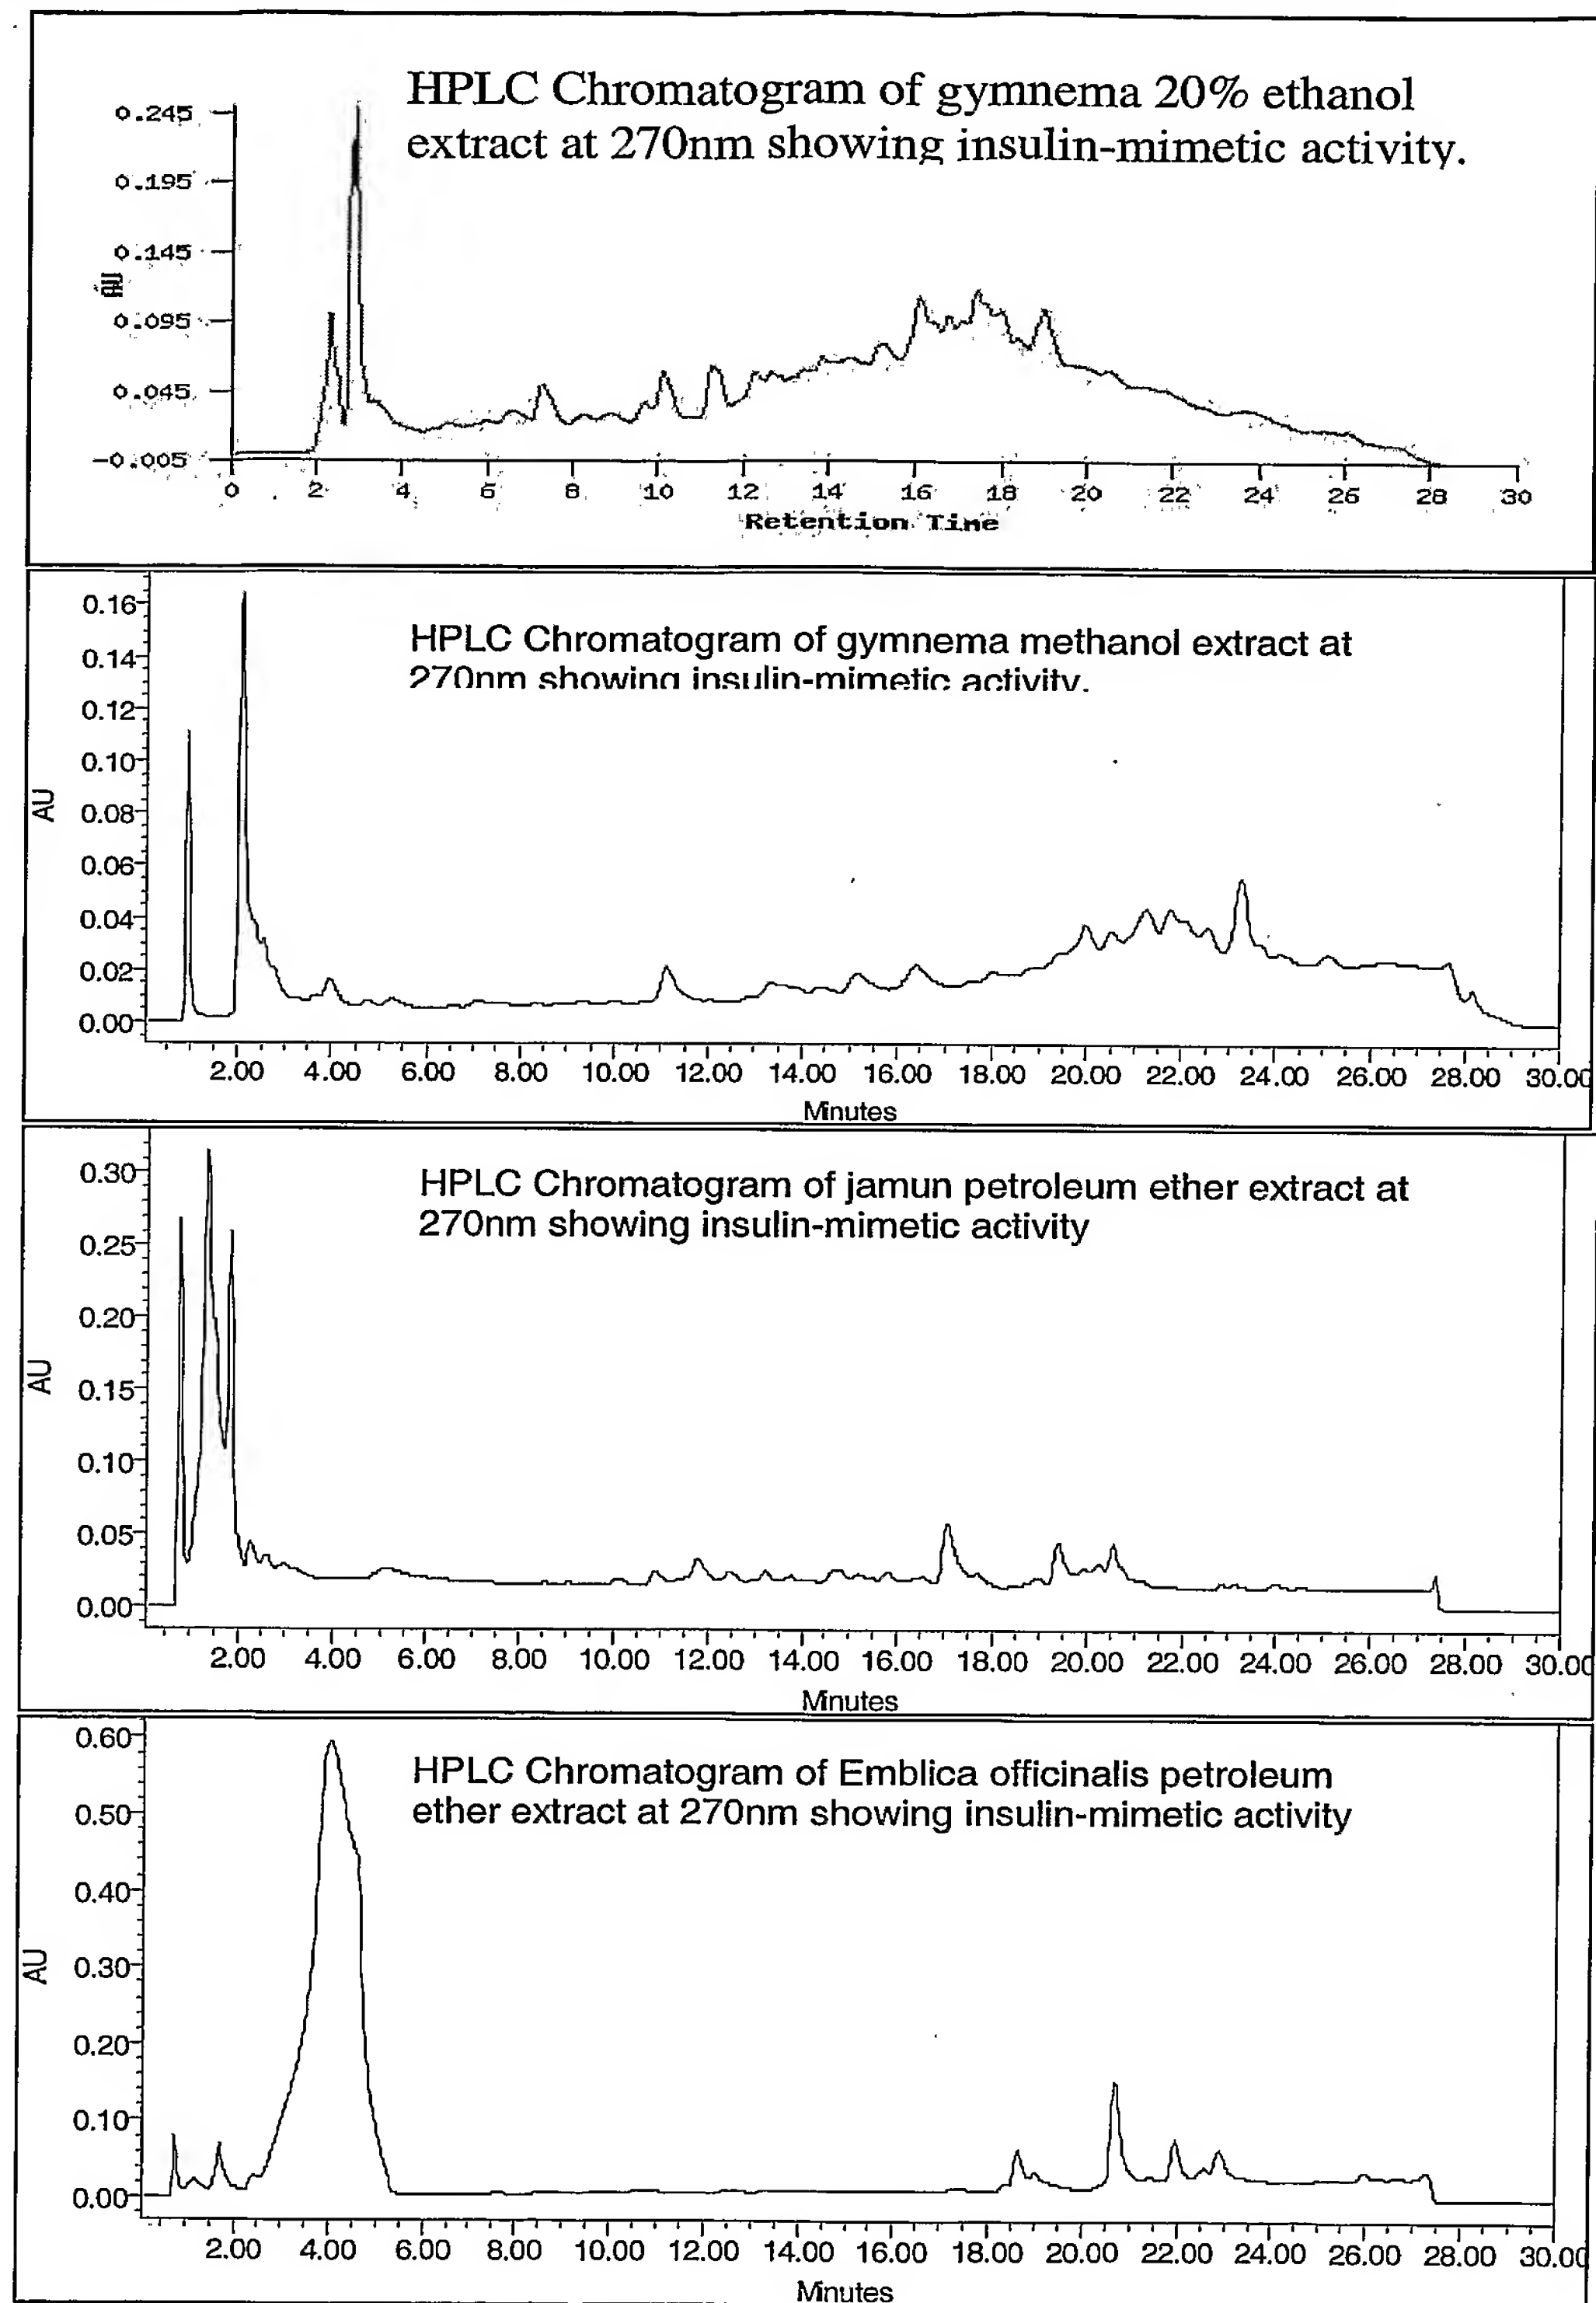 HPLC Chromatogram of gymnema 20% ethanol
extract at 270nm showing insulin-mimetic activity.
0.245
0.195
0.145
AU
0.095
0.045
-0.005
0 2 4 6 8 10 12 14 16 18 20 22 24 26 28 30
Retention Time
HPLC Chromatogram of gymnema methanol extract at
270nm showing insulin-mimetic activity.
0.16
0.14
0.12
0.10
AU
0.08
0.06
0.04
0.02
0.00
2.00 4.00 6.00 8.00 10.00 12.00 14.00 16.00 18.00 20.00 22.00 24.00 26.00 28.00 30.00
Minutes
HPLC Chromatogram of jamun petroleum ether extract at
270nm showing insulin-mimetic activity
0.30
0.25
0.20
AU
0.15
0.10
0.05
0.00
2.00 4.00 6.00 8.00 10.00 12.00 14.00 16.00 18.00 20.00 22.00 24.00 26.00 28.00 30.00
Minutes
0.60
HPLC Chromatogram of Emblica officinalis petroleum
ether extract at 270nm showing insulin-mimetic activity
0.50
0.40
AU
0.30
0.20
0.10
0.00
2.00 4.00 6.00 8.00 10.00 12.00 14.00 16.00 18.00 20.00 22.00 24.00 26.00 28.00 30.00
Minutes